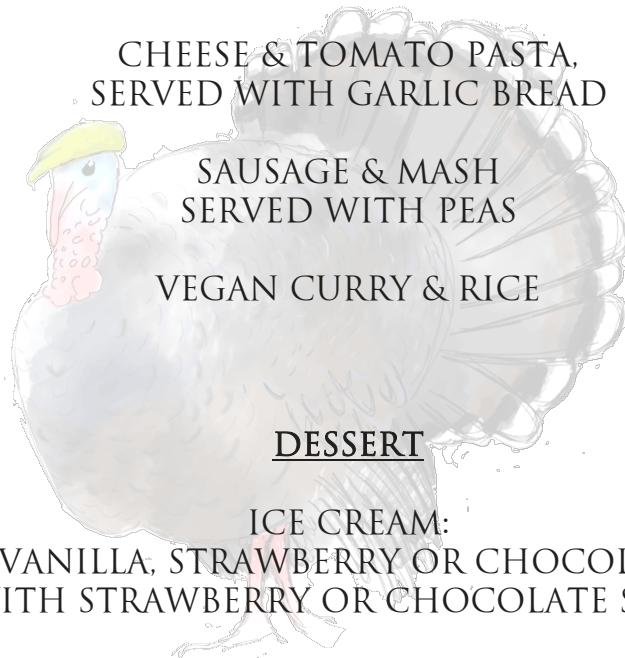 CHEESE & TOMATO PASTA,
SERVED WITH GARLIC BREAD
SAUSAGE & MASH
SERVED WITH PEAS
VEGAN CURRY & RICE
DESSERT
ICE CREAM:
VANILLA, STRAWBERRY OR
STRAWBERRY OR CHOCOLATE